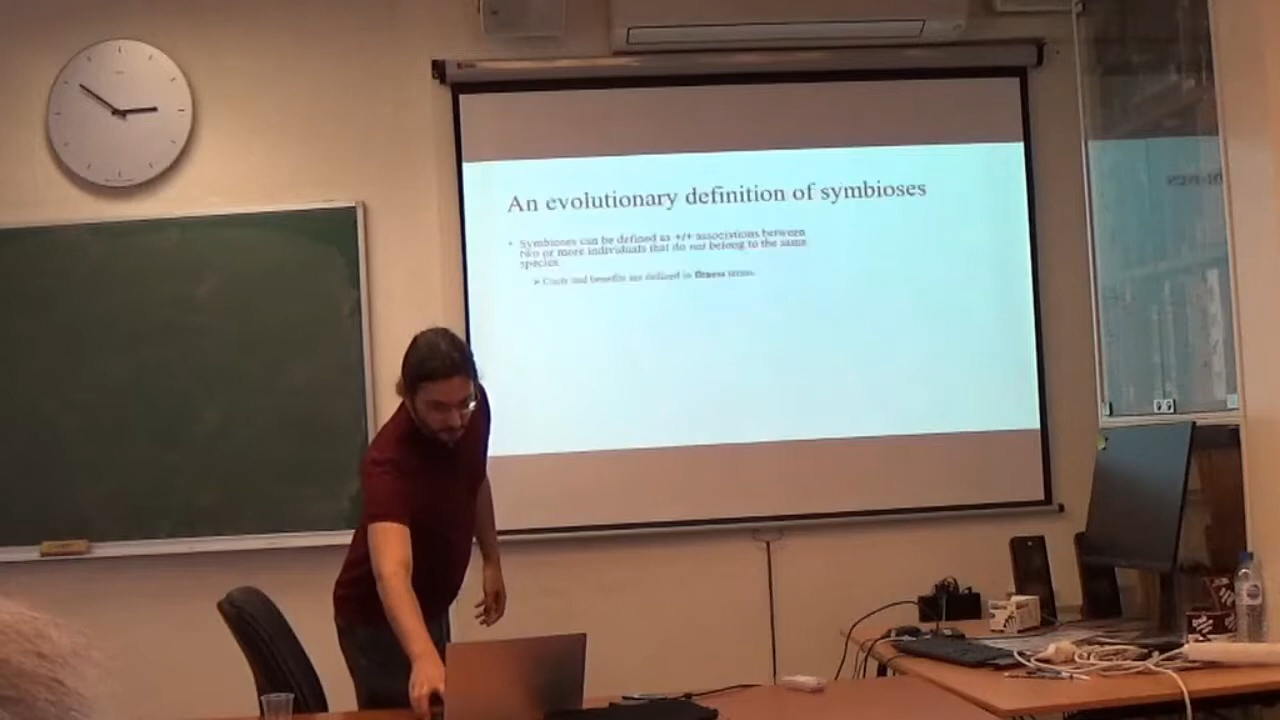 An evolutionary definition of symbioses
• Symbioses can be defined as +/+ associations between
two or more individuals that do not belong to the same
species
➤ Costs and benefits are defined in fitness terms